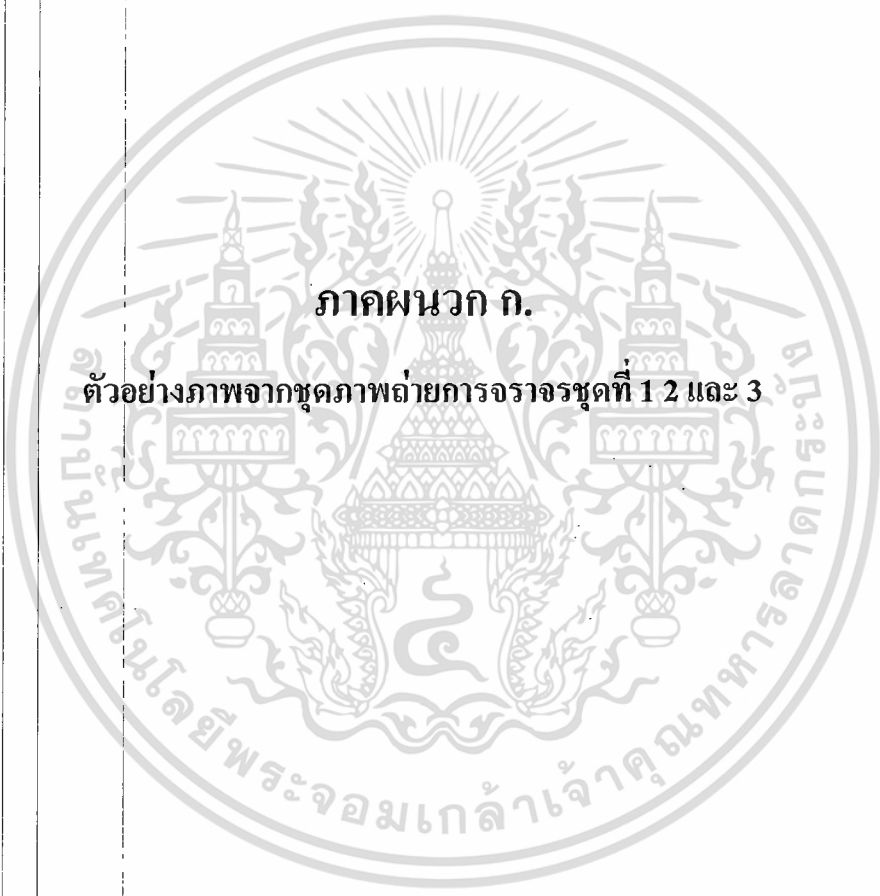 ภาคผนวก ก.
ตัวอย่างภาพจากชุดภาพถ่ายการจราจรชุดที่ 1 2 และ 3
สถาบันเทคโนโลยีพระจอมเกล้าเจ้าคุณทหารลาดกระบัง
๔